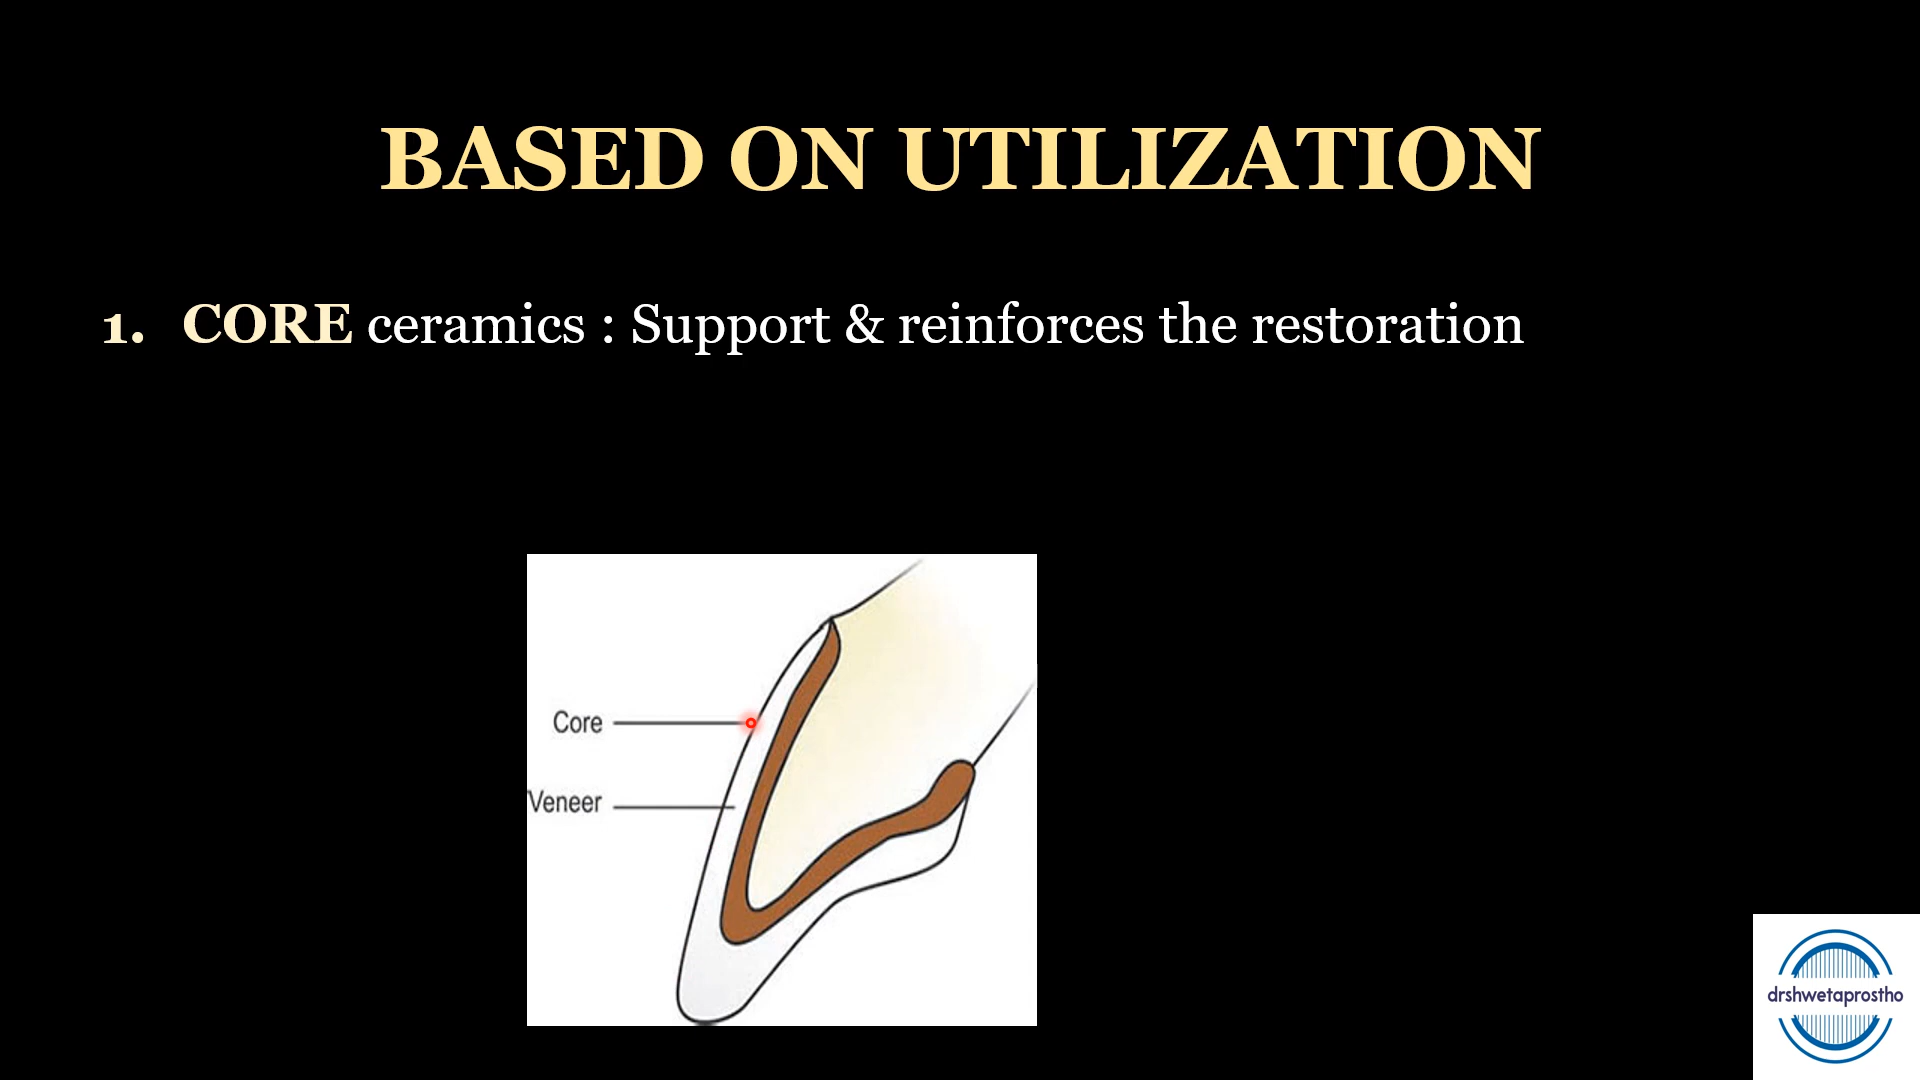 BASED ON UTILIZATION
1. CORE ceramics : Support & reinforces the restoration
Core
Veneer
drshwetaprostho